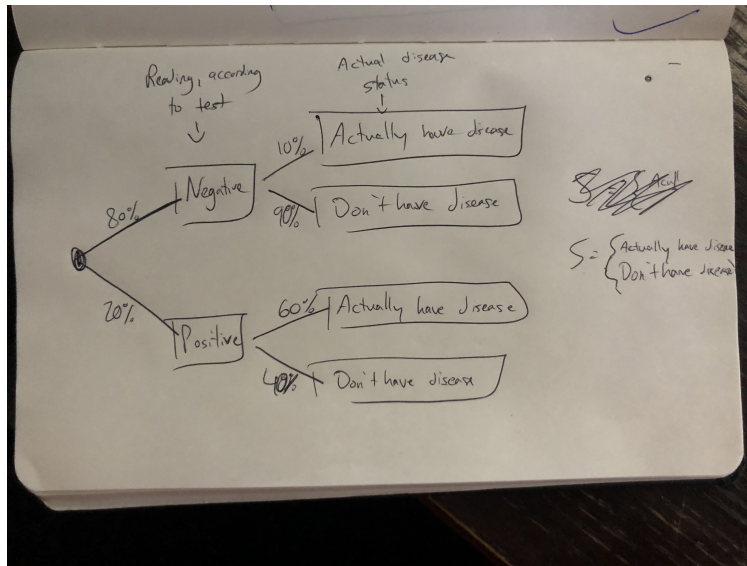 Reading, according
to test
Actual disease
status
80%
Negative
10%
Actually have disease
90%
Don't have disease
20%
Positive
60%
Actually have disease
40%
Don't have disease
S = { Actually have disease
Don't have disease